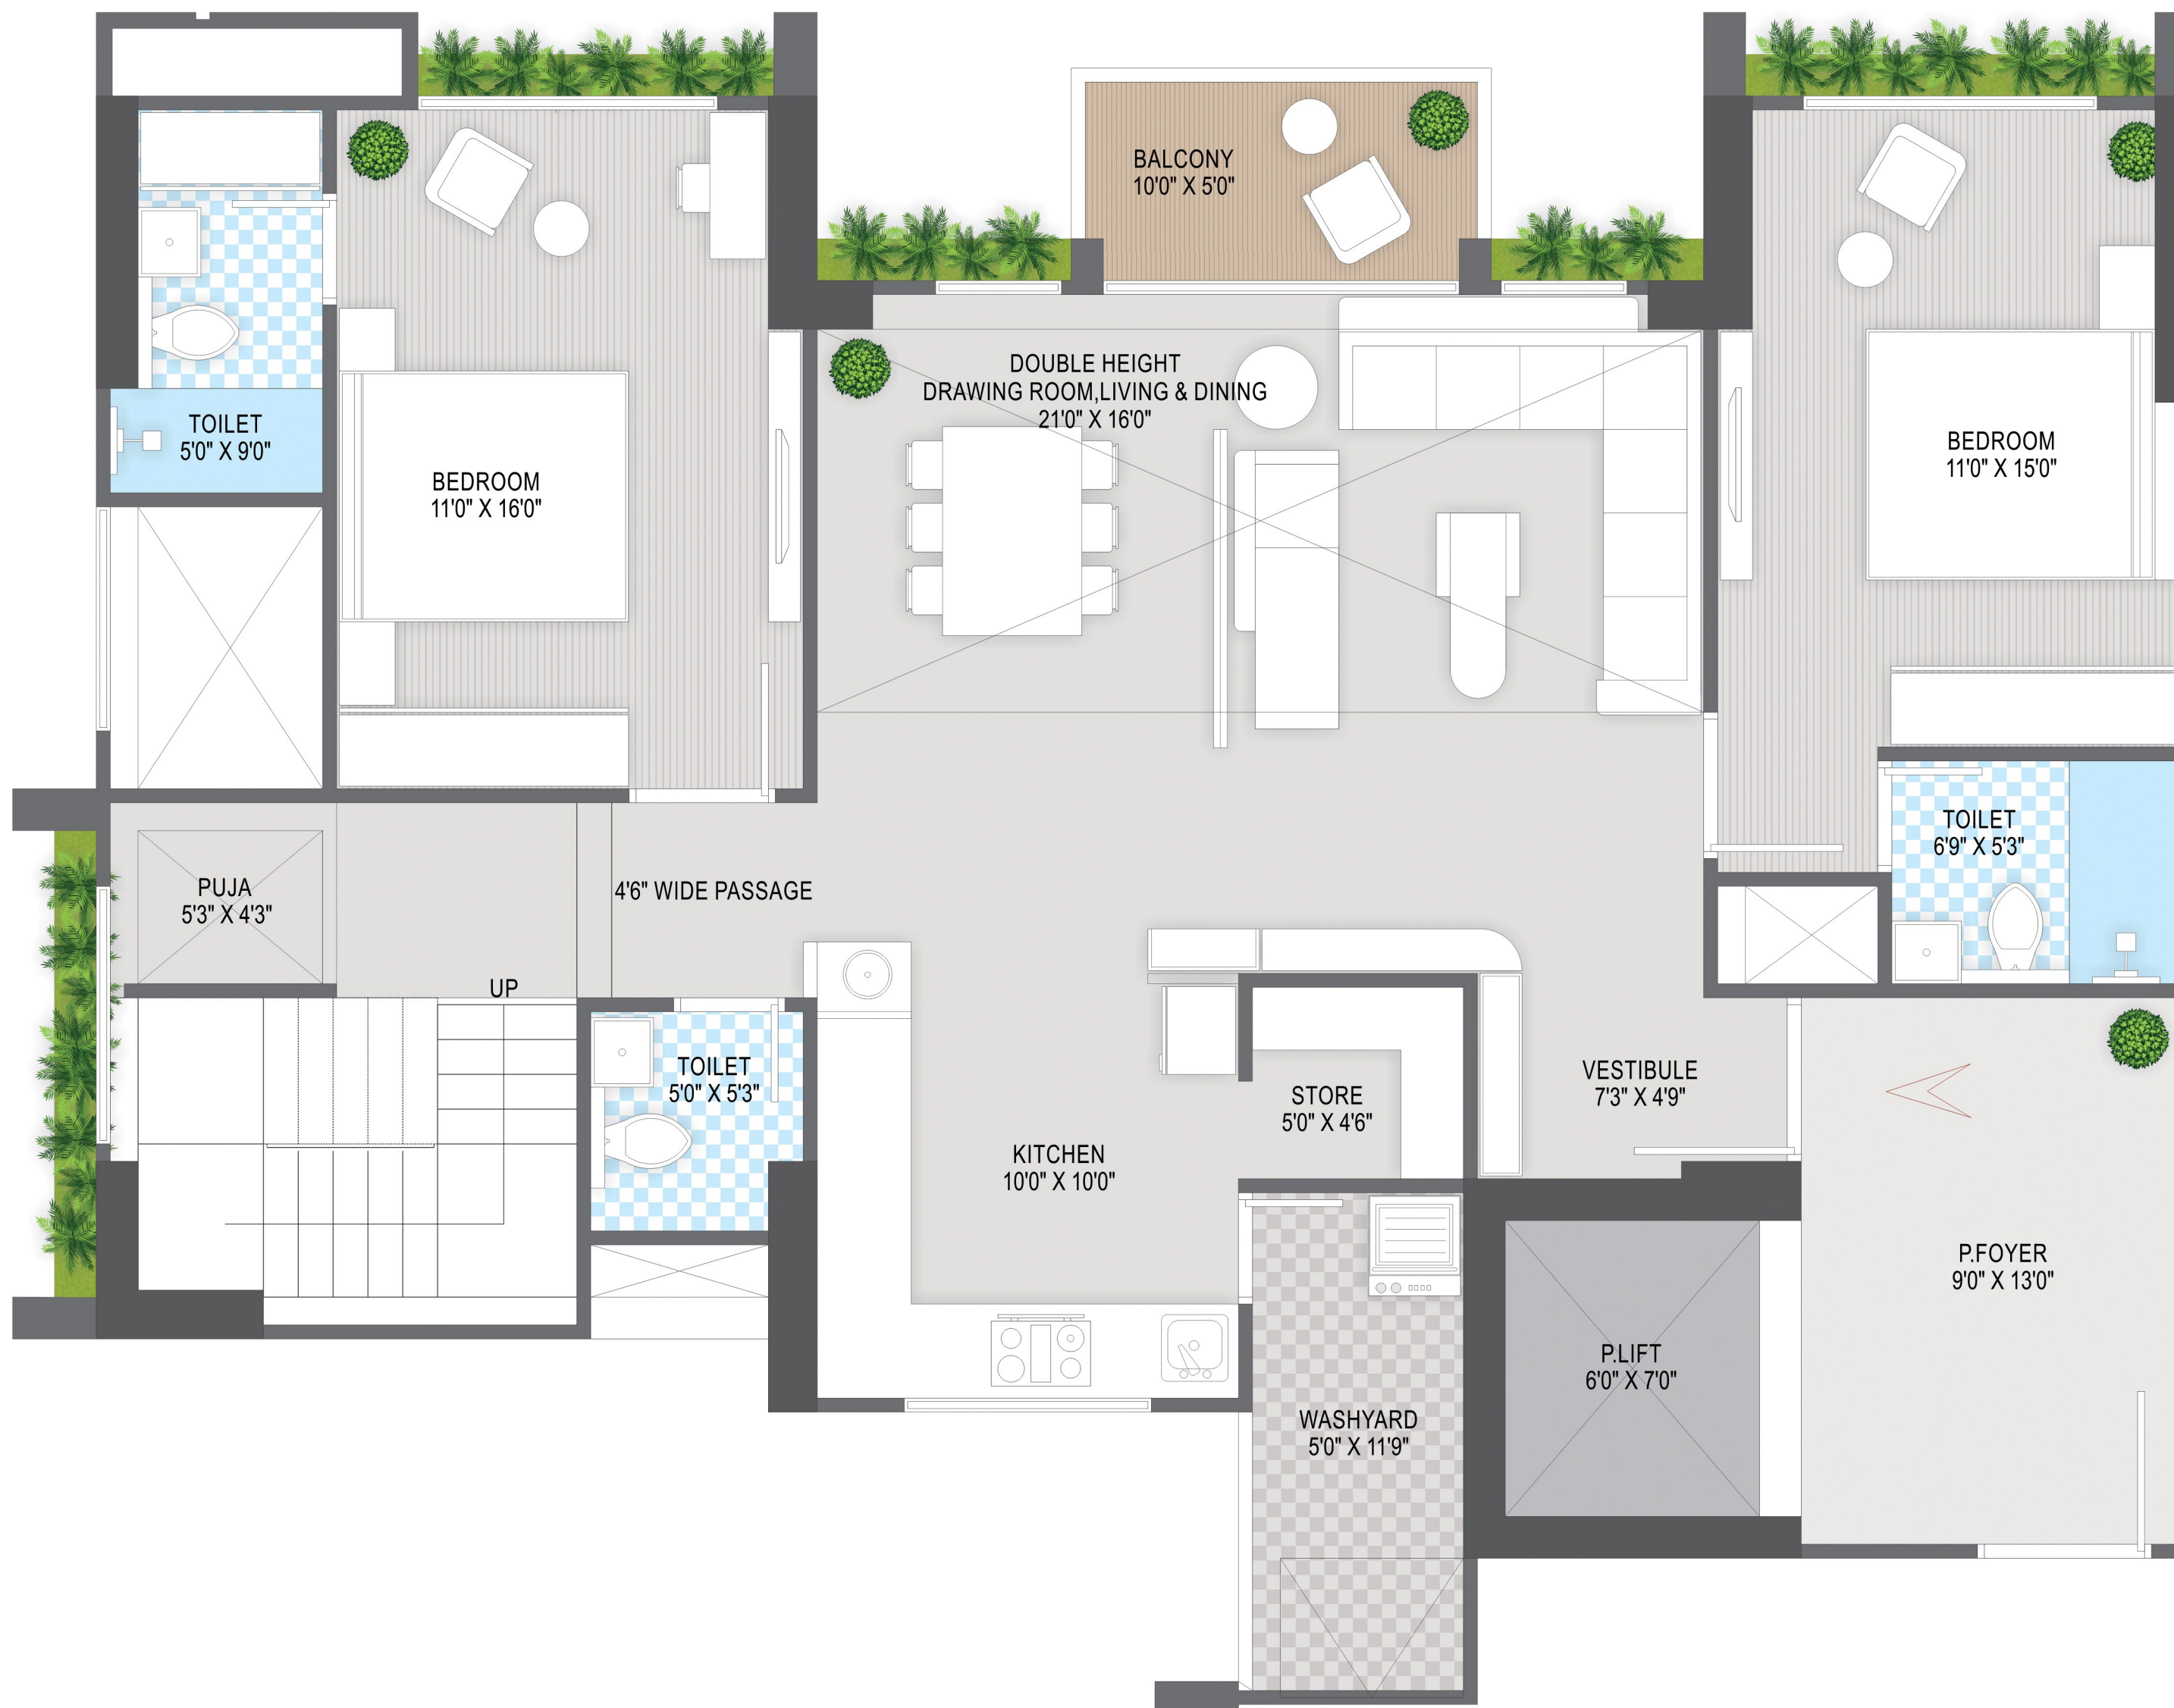 BALCONY
10'0" X 5'0"
DOUBLE HEIGHT
DRAWING ROOM,LIVING & DINING
21'0" X 16'0"
TOILET
5'0" X 9'0"
BEDROOM
11'0" X 16'0"
BEDROOM
11'0" X 15'0"
TOILET
6'9" X 5'3"
PUJA
5'3" X 4'3"
4'6" WIDE PASSAGE
UP
TOILET
5'0" X 5'3"
STORE
5'0" X 4'6"
VESTIBULE
7'3" X 4'9"
KITCHEN
10'0" X 10'0"
P.FOYER
9'0" X 13'0"
P.LIFT
6'0" X 7'0"
WASHYARD
5'0" X 11'9"